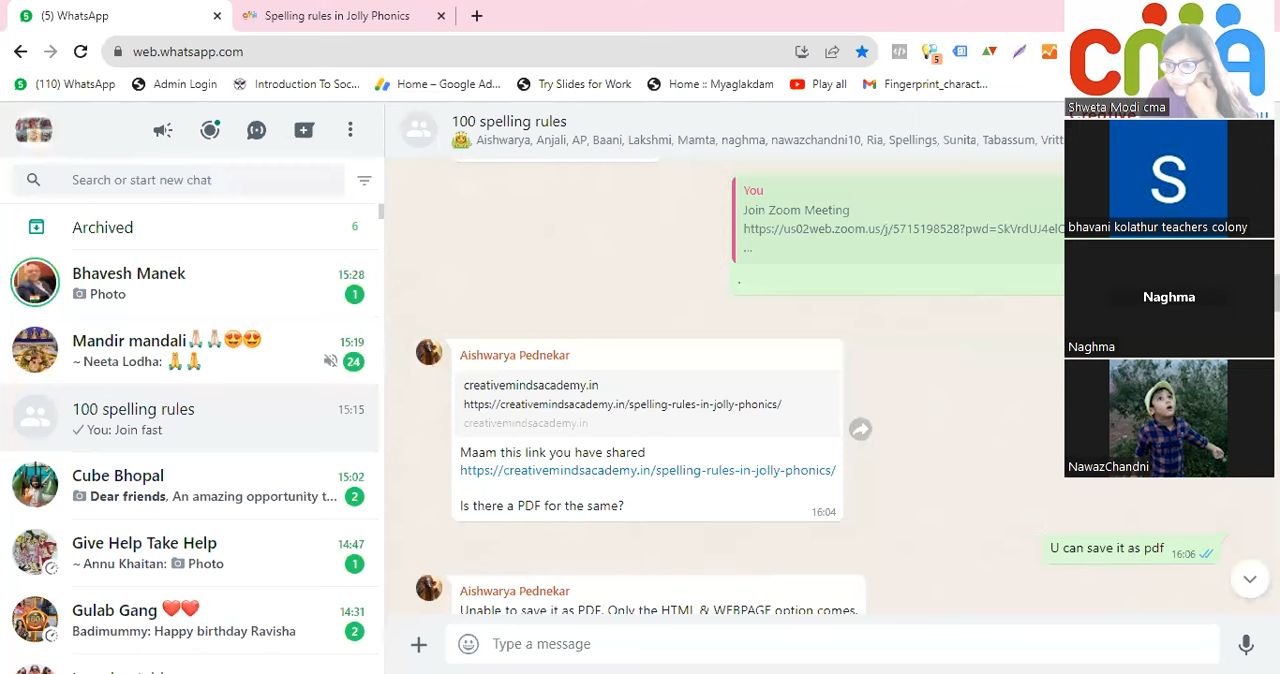 (5) WhatsApp
Spelling rules in Jolly Phonics
web.whatsapp.com
5
(110) WhatsApp
Admin Login
Introduction To Soc...
Home – Google Ad...
Try Slides for Work
Home :: Myaglakdam
Play all
Fingerprint_charact...
Search or start new chat
Archived
6
Bhavesh Manek
15:28
Photo
1
Mandir mandali🙏🏻🙏🏻😍😍
15:19
~ Neeta Lodha: 🙏 🙏
24
100 spelling rules
15:15
You: Join fast
Cube Bhopal
15:02
Dear friends, An amazing opportunity t...
2
Give Help Take Help
14:47
~ Annu Khaitan: Photo
1
Gulab Gang ❤️❤️
14:31
Badimummy: Happy birthday Ravisha
2
100 spelling rules
Aishwarya, Anjali, AP, Baani, Lakshmi, Mamta, naghma, nawazchandni10, Ria, Spellings, Sunita, Tabassum, Vritt
You
Join Zoom Meeting
https://us02web.zoom.us/j/5715198528?pwd=SkVrdUJ4elC
...
.
Aishwarya Pednekar
creativemindsacademy.in
https://creativemindsacademy.in/spelling-rules-in-jolly-phonics/
creativemindsacademy.in
Maam this link you have shared
https://creativemindsacademy.in/spelling-rules-in-jolly-phonics/
Is there a PDF for the same?
16:04
U can save it as pdf
16:06
Aishwarya Pednekar
Unable to save it as PDF. Only the HTML & WEBPAGE option comes.
Type a message
cma
Shweta Modi cma
S
bhavani kolathur teachers colony
Naghma
Naghma
NawazChandni